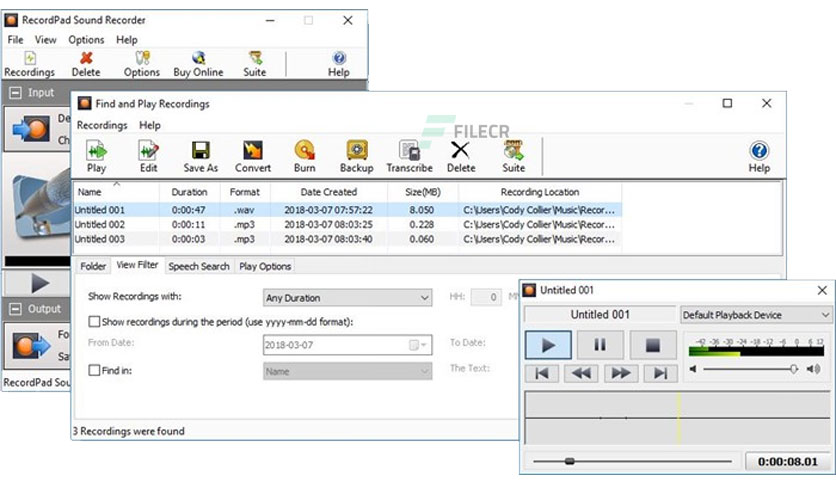 RecordPad Sound Recorder
File View Options Help
Recordings Delete Options Buy Online Suite Help
Input
Find and Play Recordings
Recordings Help
FILECR
Play Edit Save As Convert Burn Backup Transcribe Delete Suite Help
Name Duration Format Date Created Size(MB) Recording Location
Untitled 001 0:00:47 .wav 2018-03-07 07:57:22 8.050 C:\Users\Cody Collier\Music\Recor...
Untitled 002 0:00:11 .mp3 2018-03-07 08:03:25 0.228 C:\Users\Cody Collier\Music\Recor...
Untitled 003 0:00:03 .mp3 2018-03-07 08:03:40 0.060 C:\Users\Cody Collier\Music\Recor...
Folder View Filter Speech Search Play Options
Show Recordings with: Any Duration HH: 0
Show recordings during the period (use yyyy-mm-dd format):
From Date: 2018-03-07 To Date:
Find in: Name The Text:
3 Recordings were found
Output
RecordPad Sou
Untitled 001
Untitled 001 Default Playback Device
-42 -36 -30 -24 -18 -12 -6 0 6 12
0:00:08.01